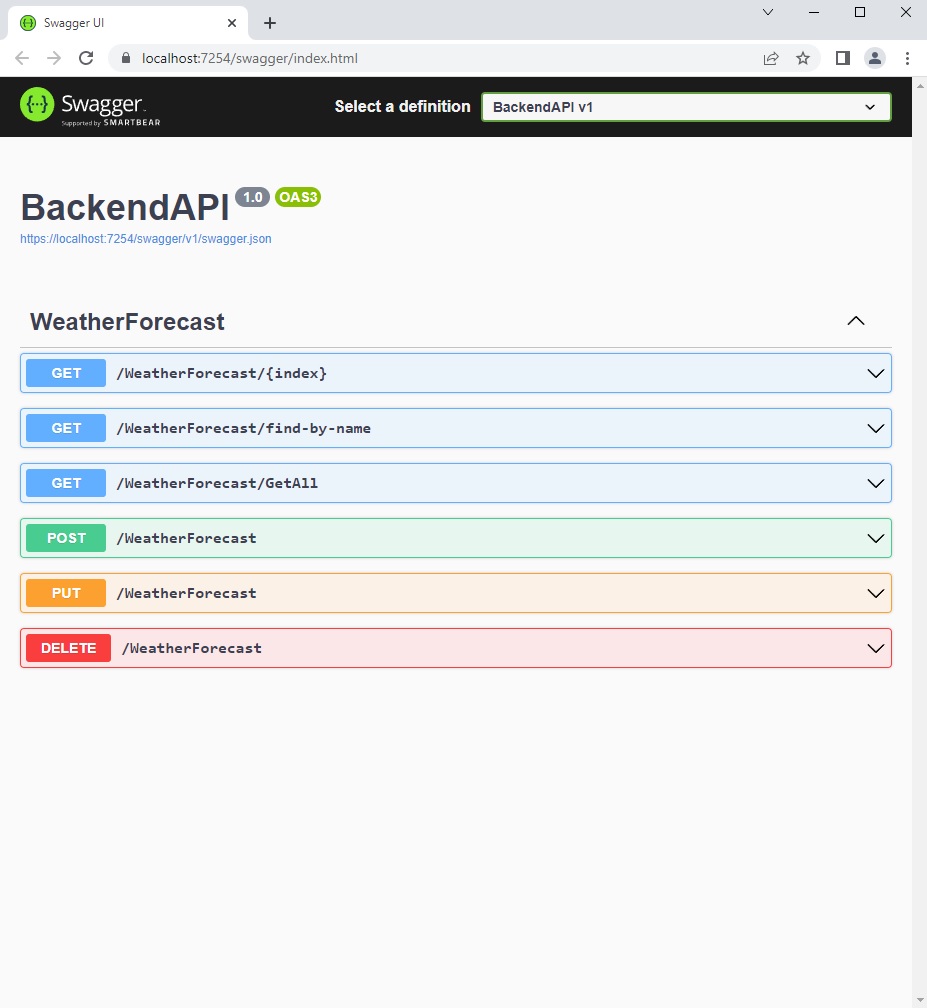 Swagger UI
localhost:7254/swagger/index.html
Swagger
Supported by SMARTBEAR
Select a definition
BackendAPI v1
BackendAPI 1.0 OAS3
https://localhost:7254/swagger/v1/swagger.json
WeatherForecast
GET /WeatherForecast/{index}
GET /WeatherForecast/find-by-name
GET /WeatherForecast/GetAll
POST /WeatherForecast
PUT /WeatherForecast
DELETE /WeatherForecast